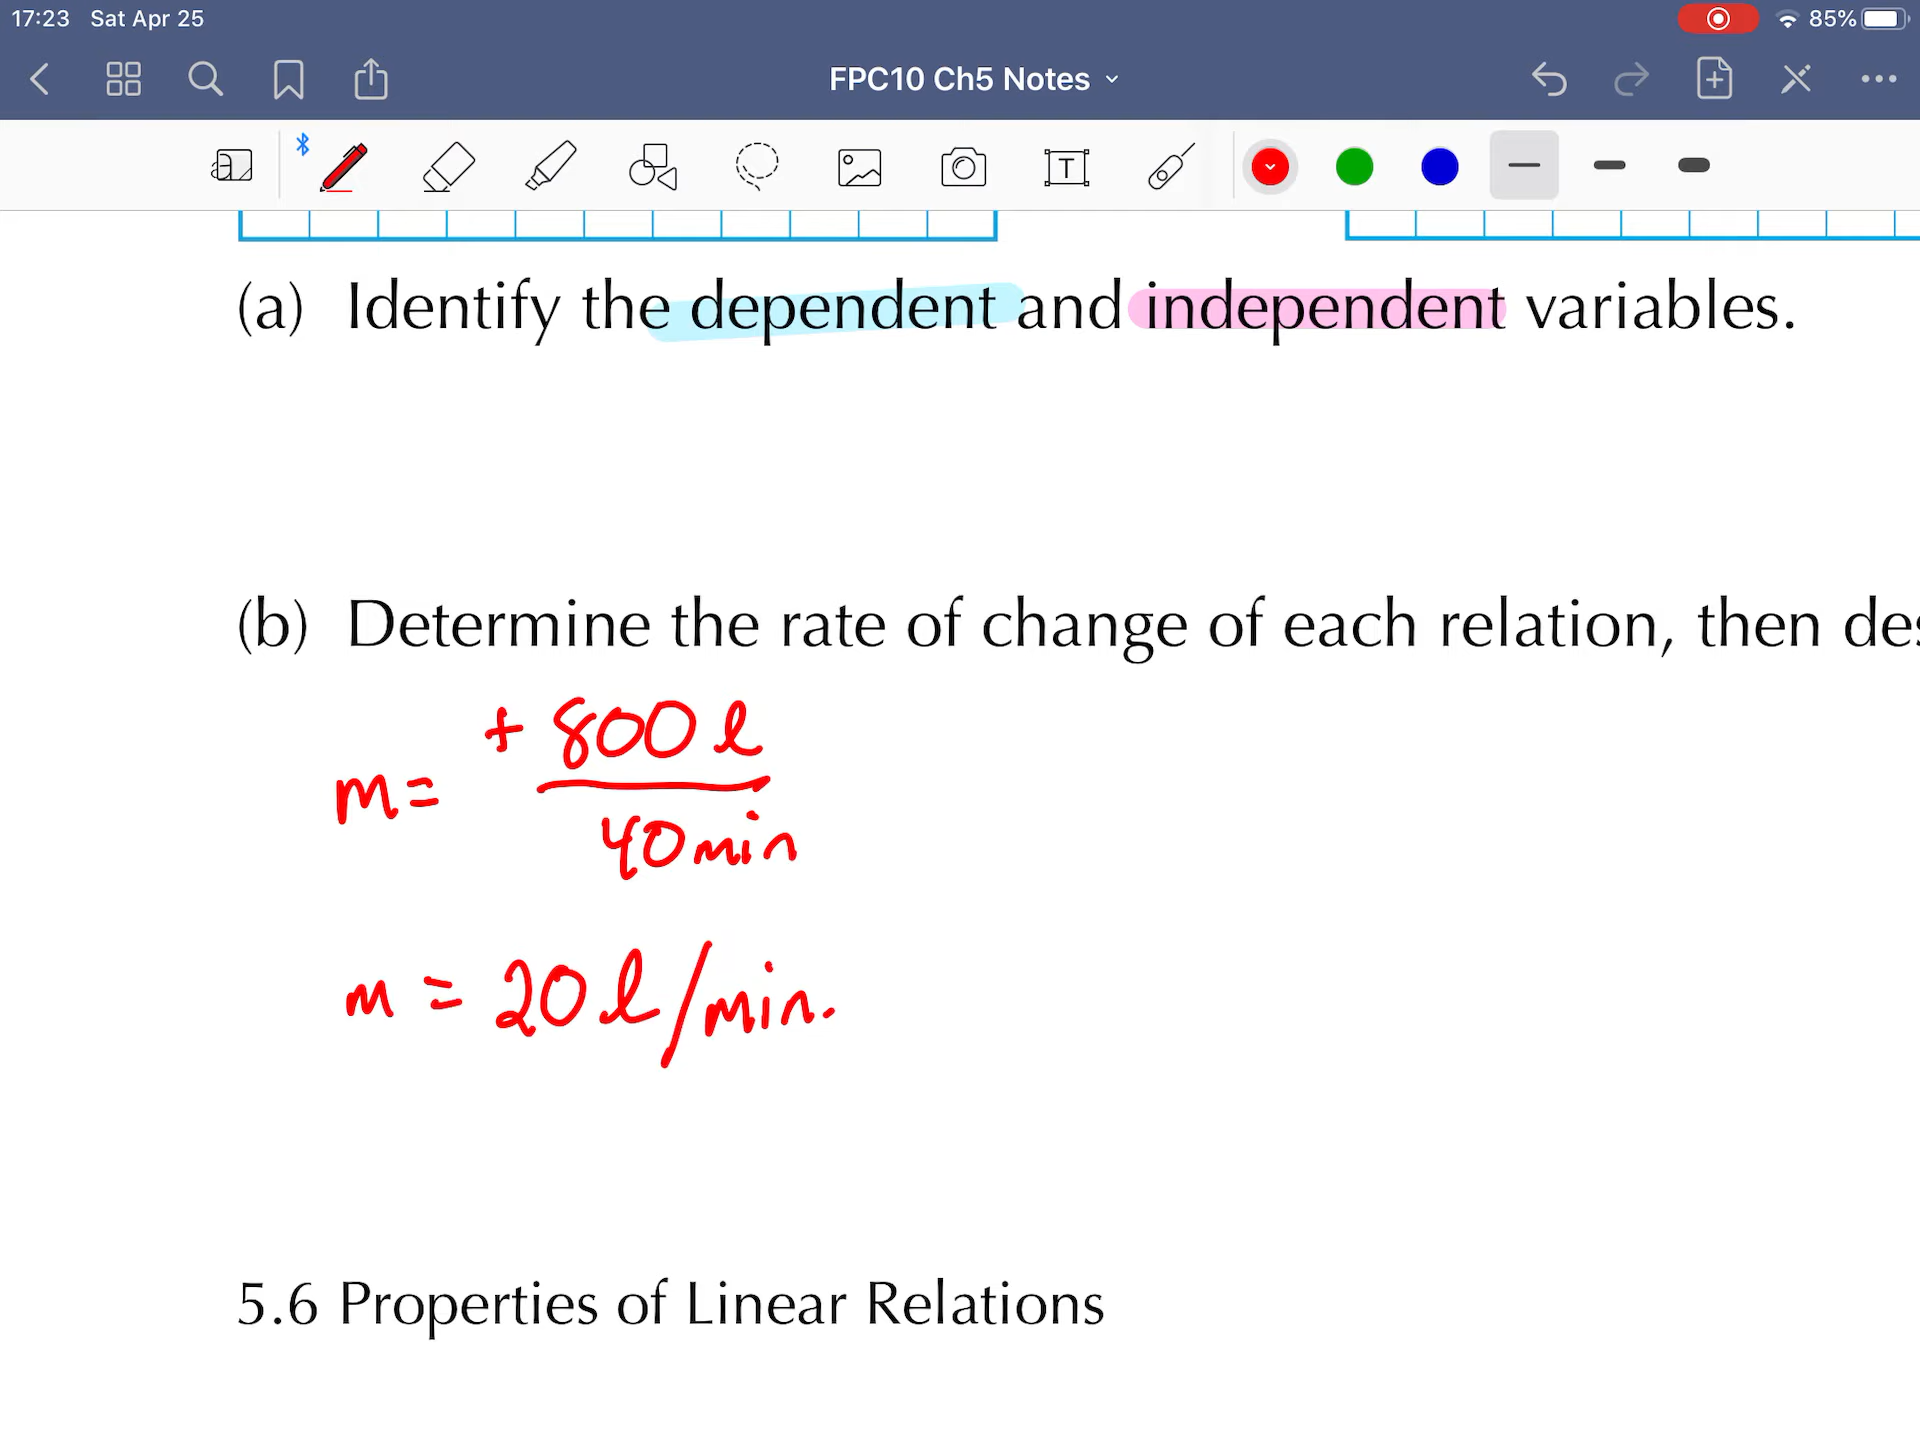 17:23 Sat Apr 25 85%
FPC10 Ch5 Notes
(a) Identify the dependent and independent variables.
(b) Determine the rate of change of each relation, then des
+ 800 l
m =
40 min
m = 20 l/min.
5.6 Properties of Linear Relations